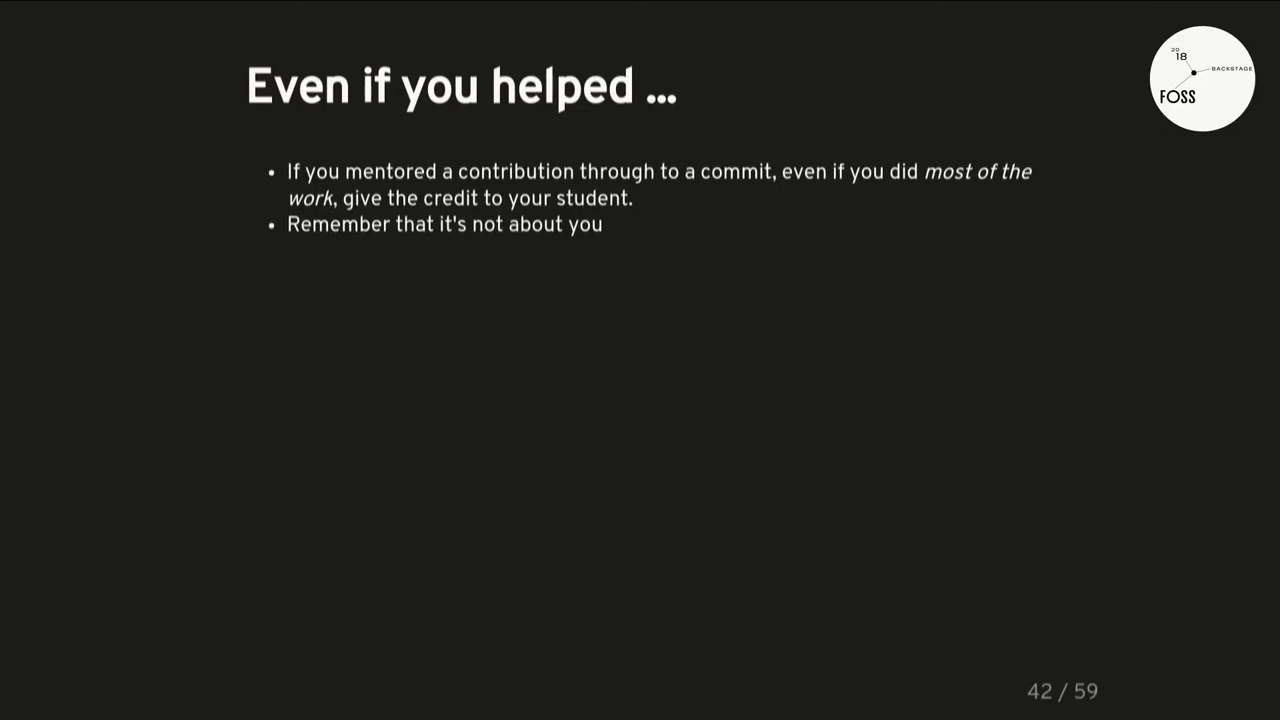 Even if you helped ...
20
18
BACKSTAGE
FOSS
• If you mentored a contribution through to a commit, even if you did most of the
work, give the credit to your student.
• Remember that it's not about you
42 / 59